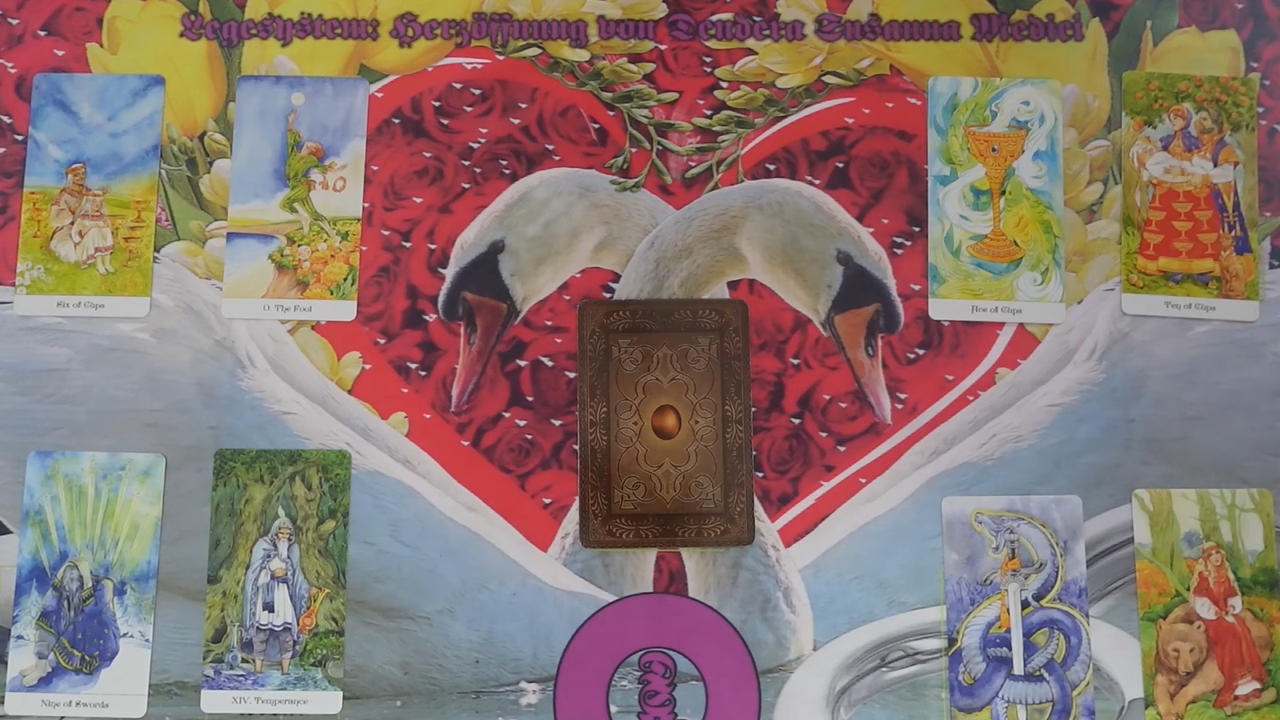 Legesystem: Herzöffnung von Dendera Susanna Medici
Six of Cups
0. The Fool
Ace of Cups
Ten of Cups
Nine of Swords
XIV. Temperance